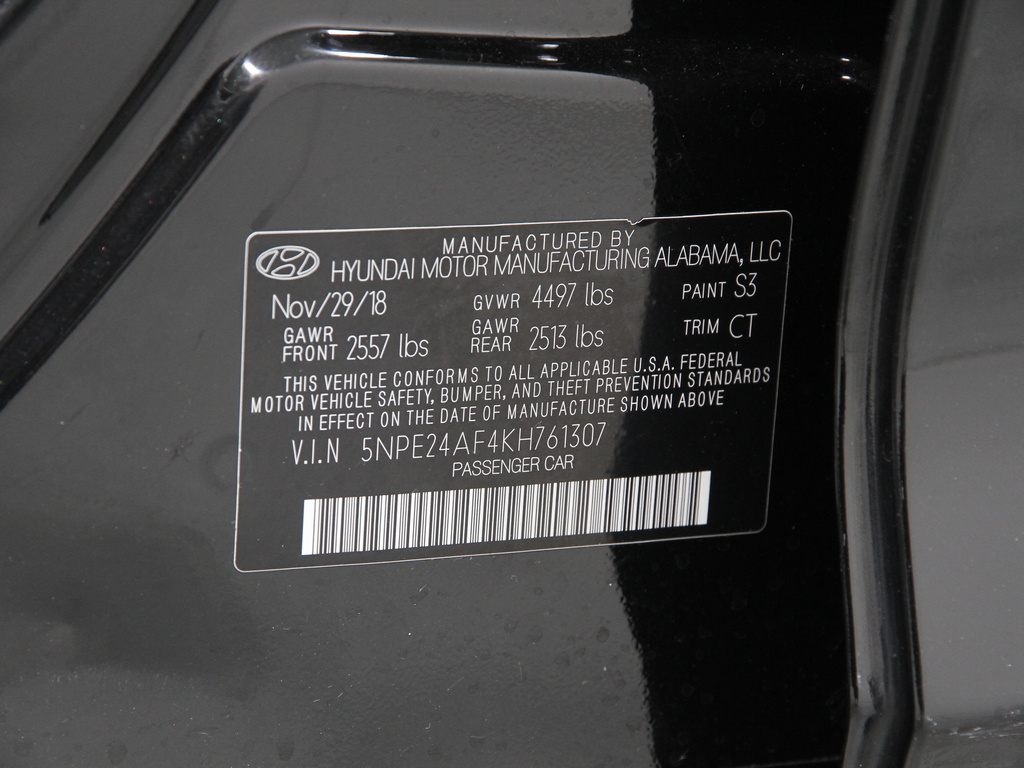 MANUFACTURED BY
HYUNDAI MOTOR MANUFACTURING ALABAMA, LLC
Nov/29/18 GVWR 4497 lbs PAINT S3
GAWR FRONT 2557 lbs GAWR REAR 2513 lbs TRIM CT
THIS VEHICLE CONFORMS TO ALL APPLICABLE U.S.A. FEDERAL
MOTOR VEHICLE SAFETY, BUMPER, AND THEFT PREVENTION STANDARDS
IN EFFECT ON THE DATE OF MANUFACTURE SHOWN ABOVE
V.I.N 5NPE24AF4KH761307
PASSENGER CAR